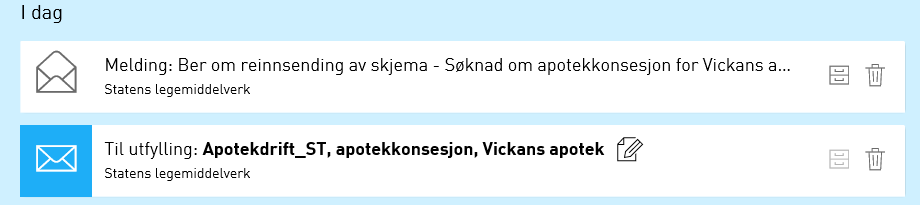 I dag
Melding: Ber om reinnsending av skjema - Søknad om apotekkonsesjon for Vickans a...
Statens legemiddelverk
Til utfylling: Apotekdrift_ST, apotekkonsesjon, Vickans apotek
Statens legemiddelverk